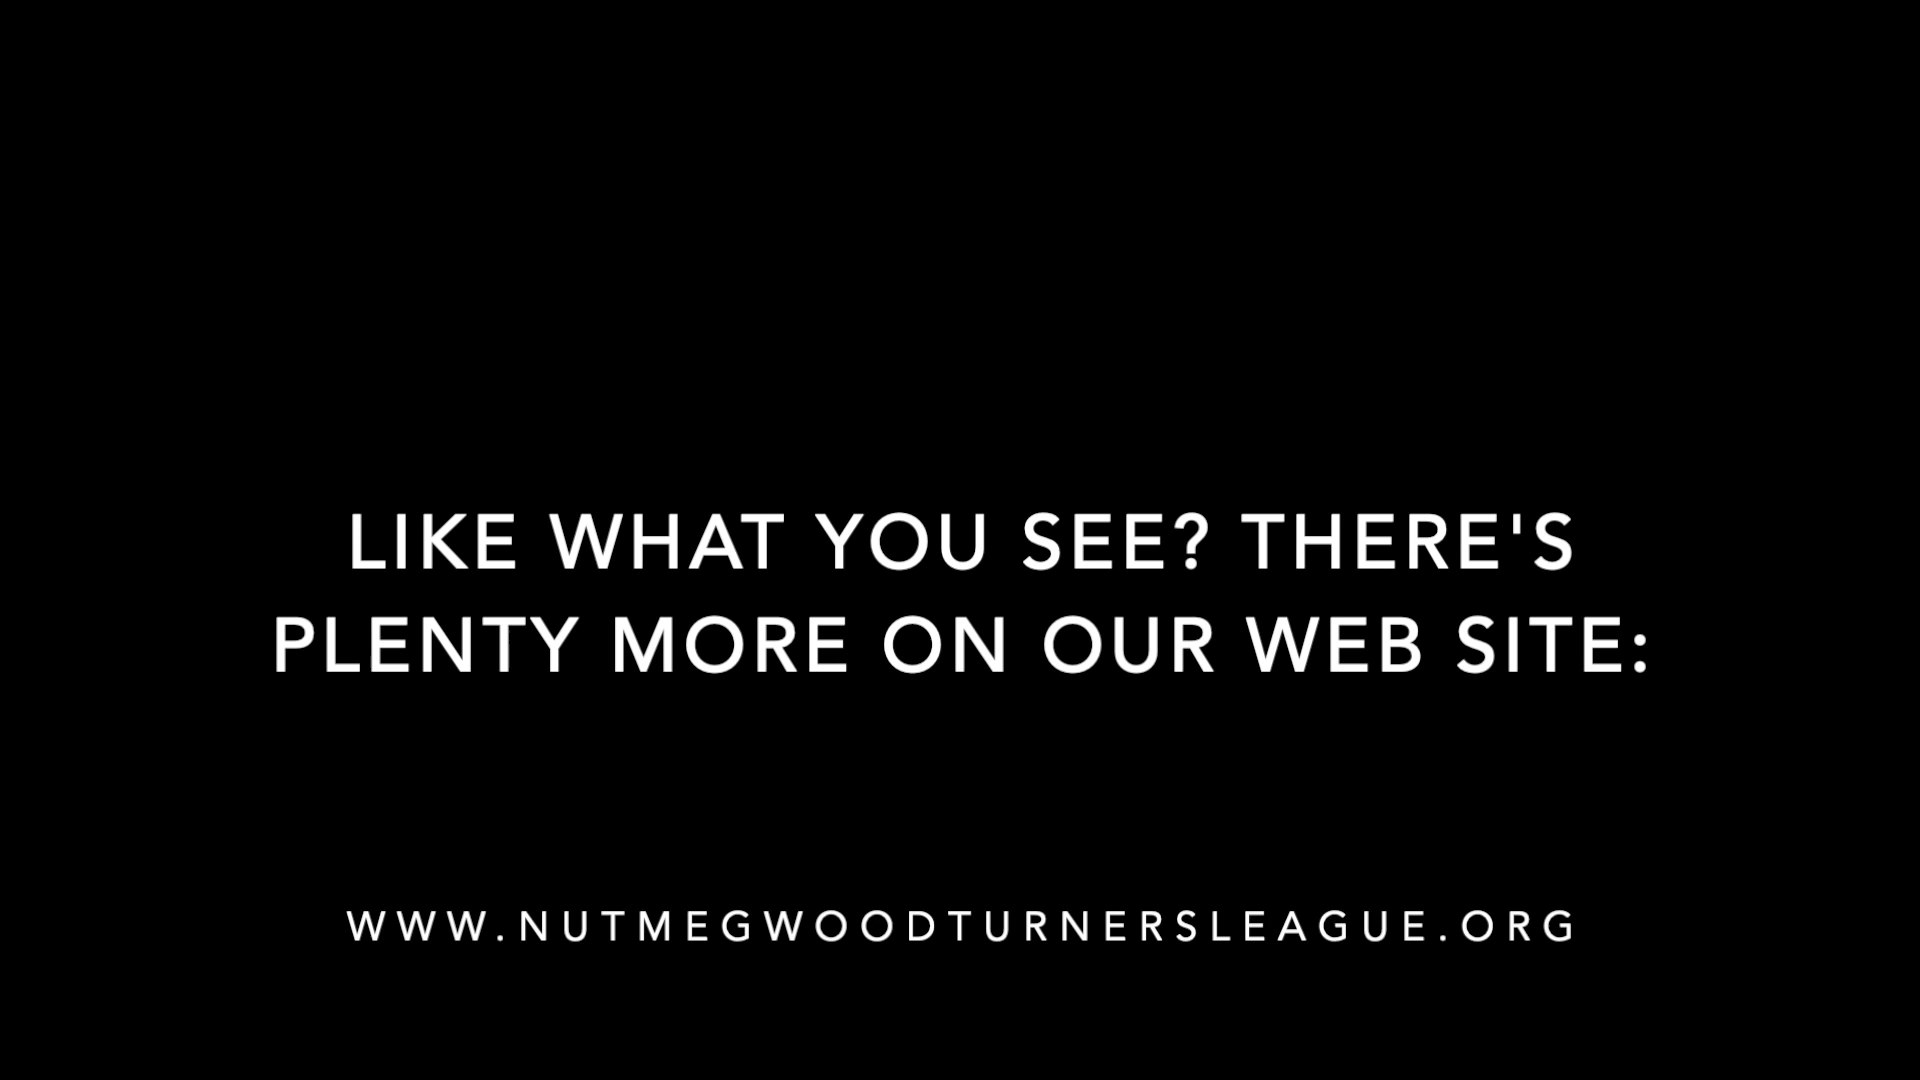 LIKE WHAT YOU SEE? THERE'S
PLENTY MORE ON OUR WEB SITE:
WWW.NUTMEGWOODTURNERSLEAGUE.ORG